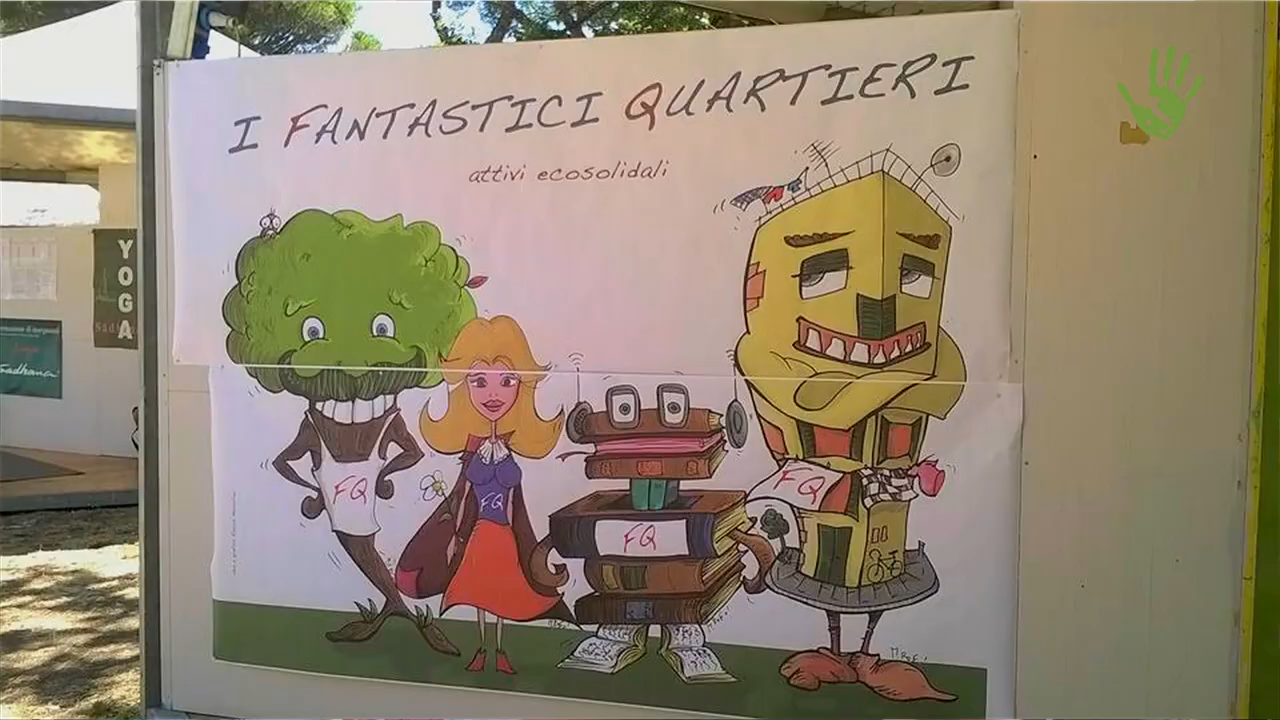 I FANTASTICI QUARTIERI
attivi ecosolidali
YOGA
Sadhana
FQ
FQ
FQ
FQ